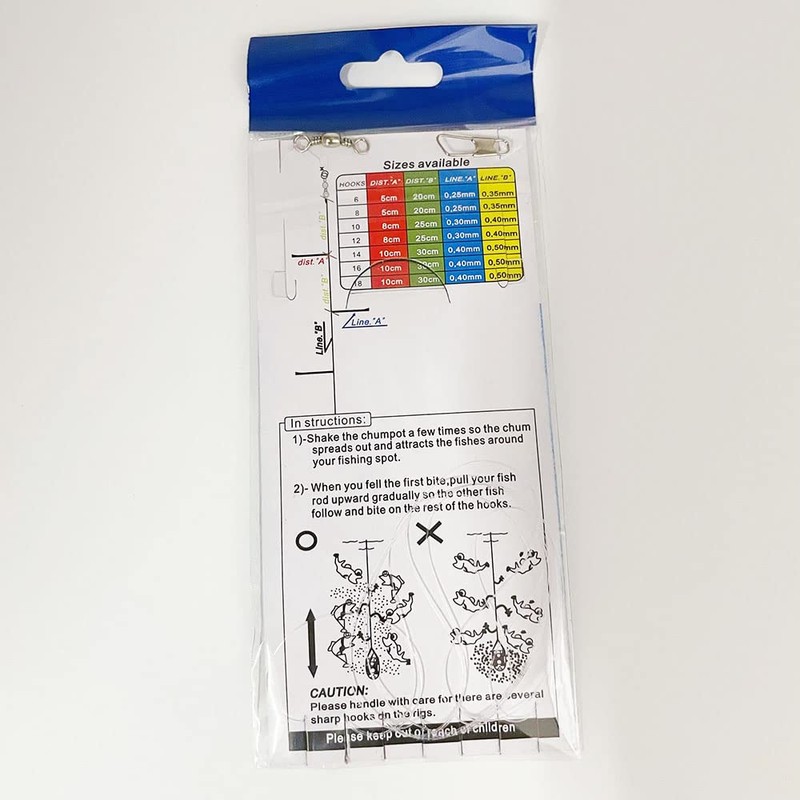 Sizes available
HOOKS DIST."A" DIST."B" LINE."A" LINE."B"
6 5cm 20cm 0,25mm 0,35mm
8 5cm 20cm 0,25mm 0,35mm
10 8cm 25cm 0,30mm 0,40mm
12 8cm 25cm 0,30mm 0,40mm
14 10cm 30cm 0,40mm 0,50mm
16 10cm 30cm 0,40mm 0,50mm
18 10cm 30cm 0,40mm 0,50mm
dist."B"
dist."A"
dist."B"
Line."A"
Line."B"
In structions:
1)-Shake the chumpot a few times so the chum
spreads out and attracts the fishes around
your fishing spot.
2)- When you fell the first bite,pull your fish
rod upward gradually so the other fish
follow and bite on the rest of the hooks.
CAUTION:
Please handle with care for there are several
sharp hooks on the rigs.
Please keep out of reach of children